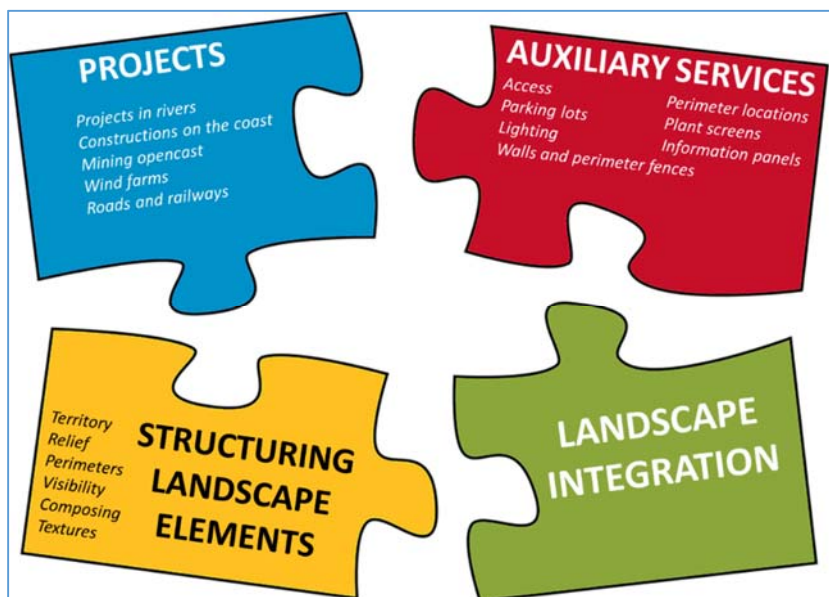 PROJECTS
Projects in rivers
Constructions on the coast
Mining opencast
Wind farms
Roads and railways
AUXILIARY SERVICES
Access
Parking lots
Lighting
Walls and perimeter fences
Perimeter locations
Plant screens
Information panels
Territory
Relief
Perimeters
Visibility
Composing
Textures
STRUCTURING
LANDSCAPE
ELEMENTS
LANDSCAPE
INTEGRATION